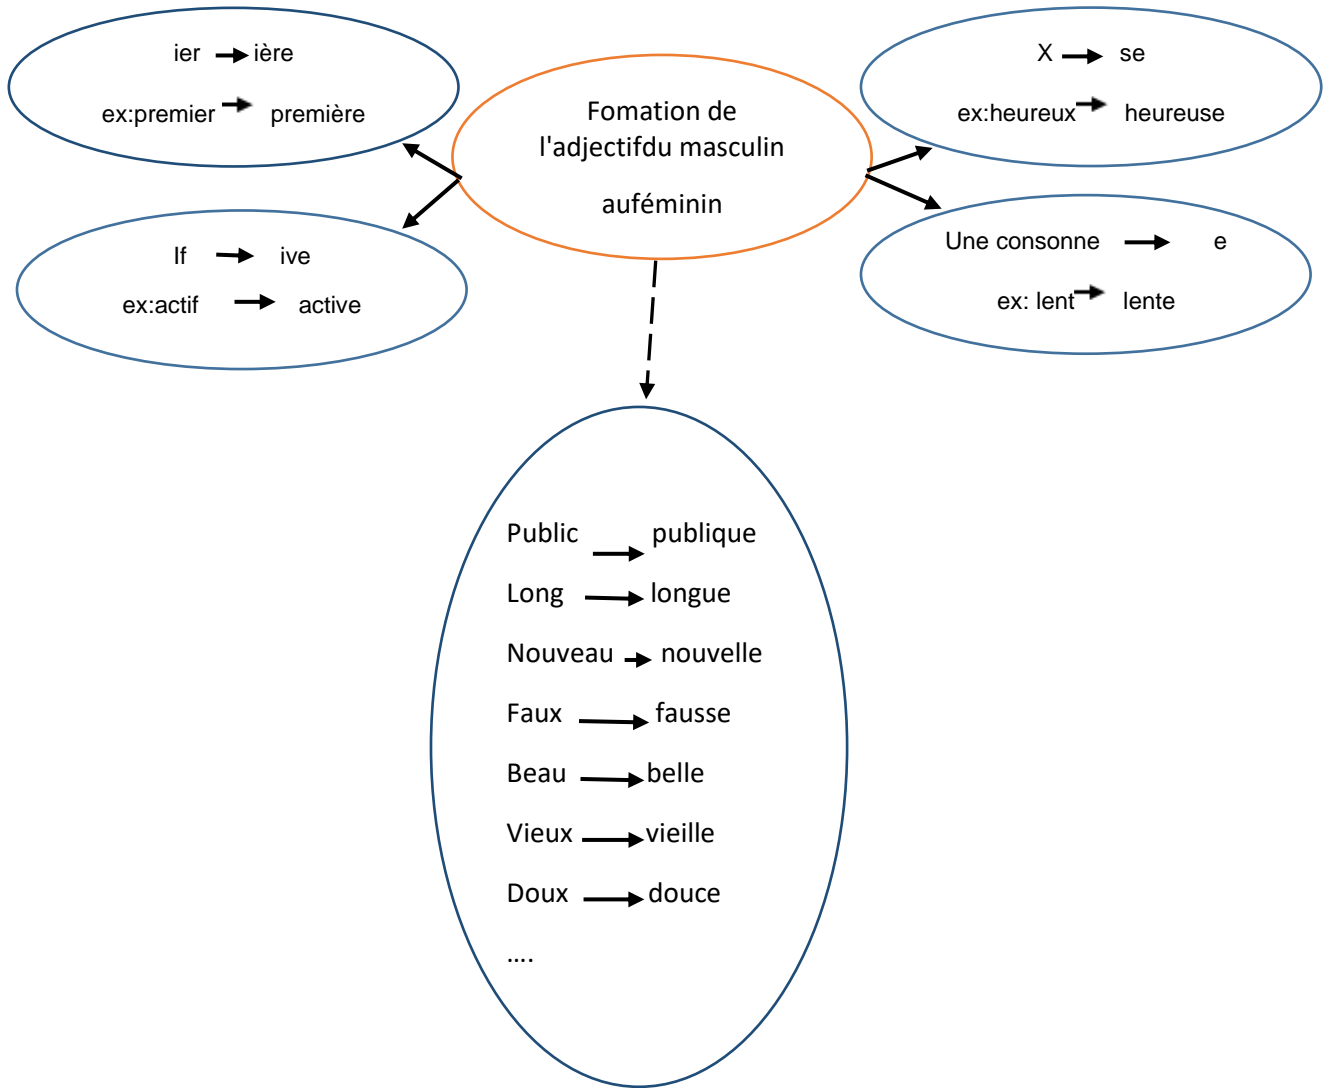 ier → ière
ex:premier → première
Fomation de
l'adjectifdu masculin
auféminin
X → se
ex:heureux → heureuse
If → ive
ex:actif → active
Une consonne → e
ex: lent → lente
Public → publique
Long → longue
Nouveau → nouvelle
Faux → fausse
Beau → belle
Vieux → vieille
Doux → douce
....